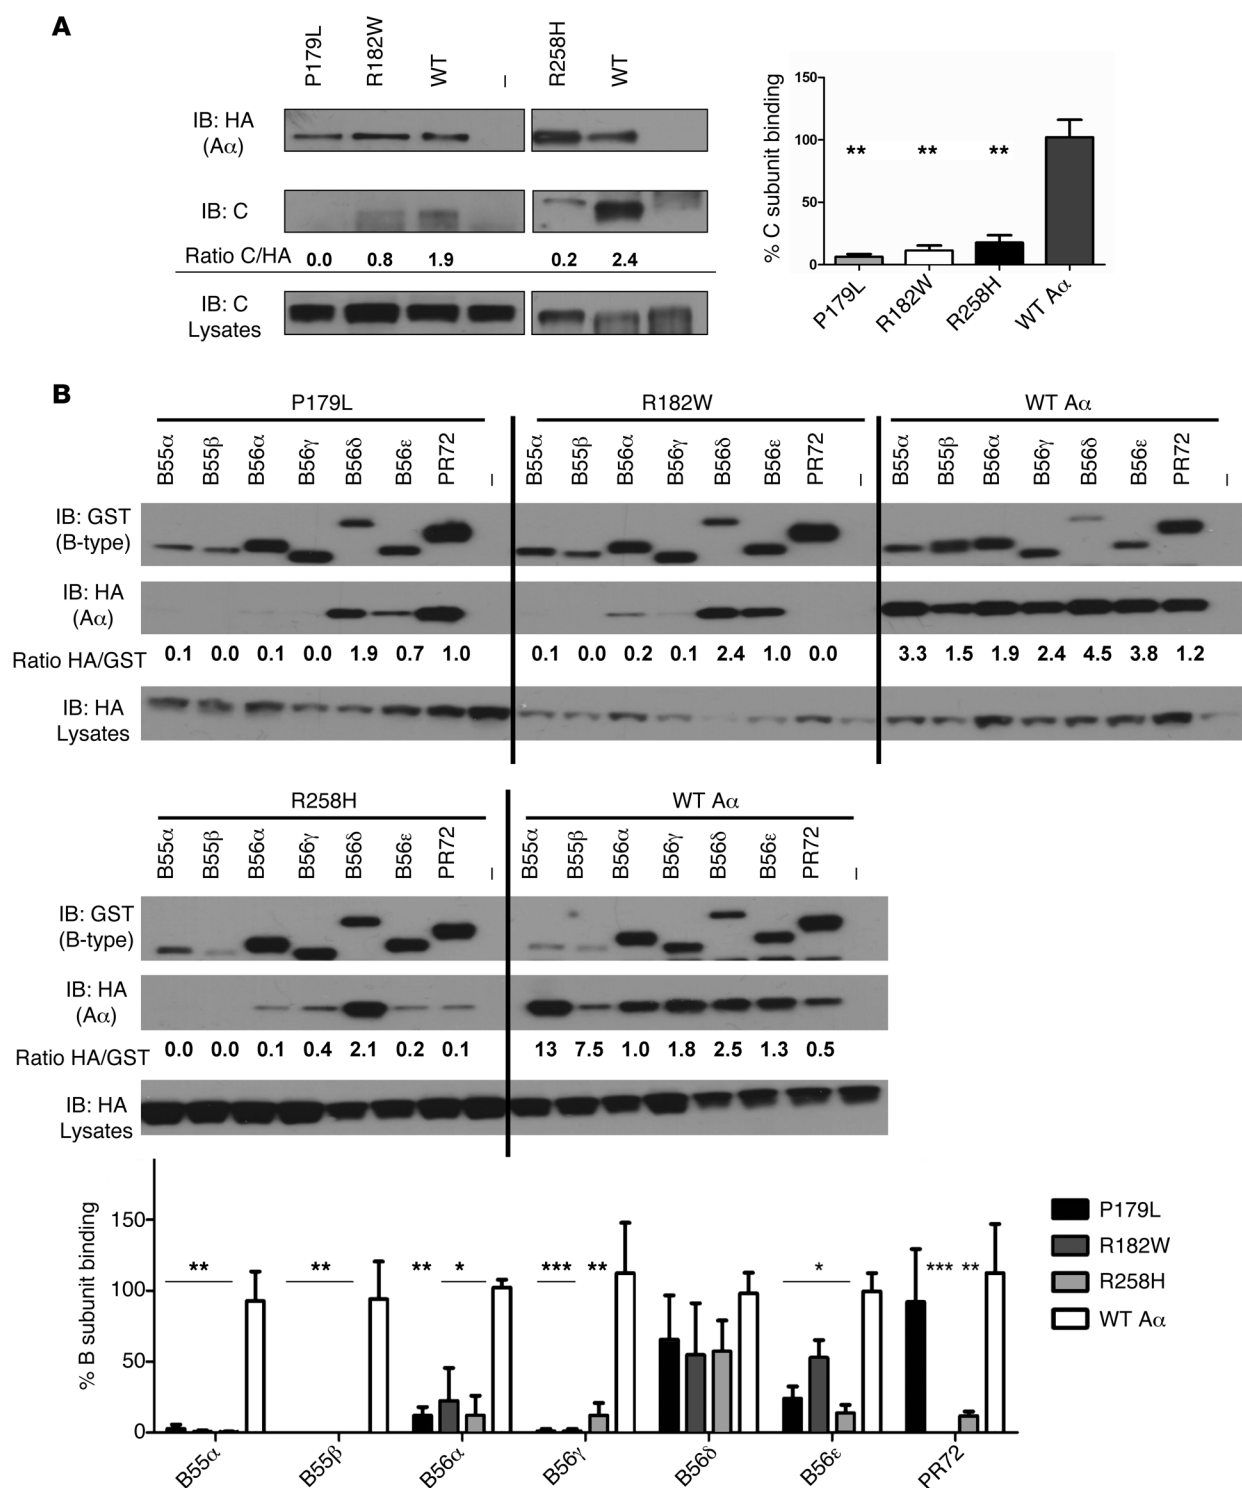 A
P179L R182W WT – R258H WT
IB: HA
(Aα)
IB: C
Ratio C/HA 0.0 0.8 1.9 0.2 2.4
IB: C
Lysates
% C subunit binding
150
100
50
0
** ** **
P179L R182W R258H WT Aα
B
P179L R182W WT Aα
B55α B55β B56α B56γ B56δ B56ε PR72 – B55α B55β B56α B56γ B56δ B56ε PR72 – B55α B55β B56α B56γ B56δ B56ε PR72 –
IB: GST
(B-type)
IB: HA
(Aα)
Ratio HA/GST 0.1 0.0 0.1 0.0 1.9 0.7 1.0 0.1 0.0 0.2 0.1 2.4 1.0 0.0 3.3 1.5 1.9 2.4 4.5 3.8 1.2
IB: HA
Lysates
R258H WT Aα
B55α B55β B56α B56γ B56δ B56ε PR72 – B55α B55β B56α B56γ B56δ B56ε PR72 –
IB: GST
(B-type)
IB: HA
(Aα)
Ratio HA/GST 0.0 0.0 0.1 0.4 2.1 0.2 0.1 13 7.5 1.0 1.8 2.5 1.3 0.5
IB: HA
Lysates
% B subunit binding
150
100
50
0
** ** ** * *** ** * *** **
B55α B55β B56α B56γ B56δ B56ε PR72
P179L
R182W
R258H
WT Aα